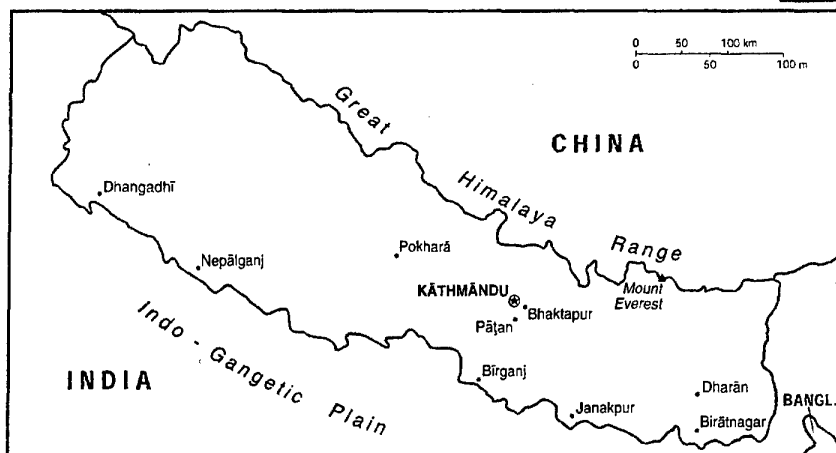 0 50 100 km
0 50 100 m
Great
CHINA
Himalaya
Dhangadhī
Range
Pokharā
Nepālganj
Mount
Everest
KĀTHMĀNDU
Bhaktapur
Pāţan
Indo - Gangetic Plain
INDIA
Bīrganj
Dharān
BANGL.
Janakpur
Birātnagar